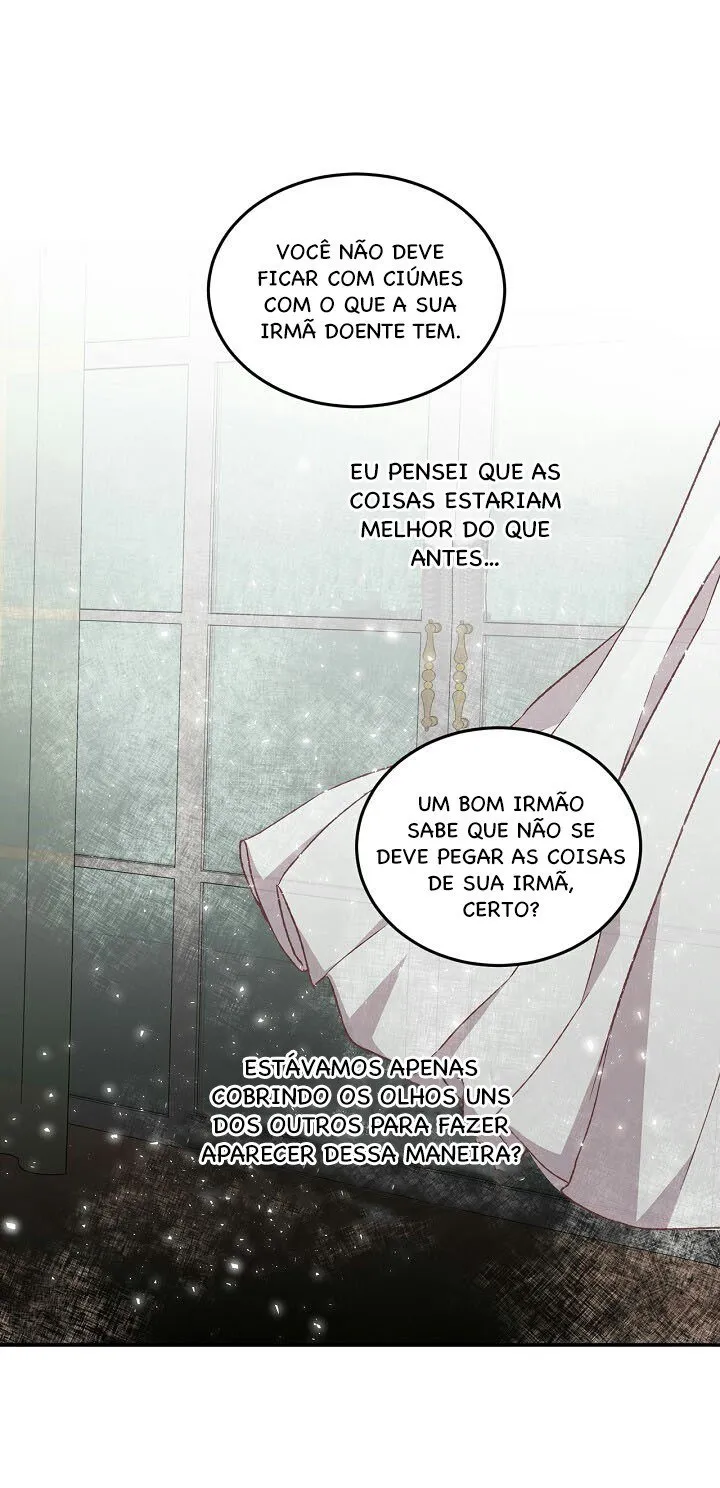 VOCÊ NÃO DEVE
FICAR COM CIÚMES
COM O QUE A SUA
IRMÃ DOENTE TEM.
EU PENSEI QUE AS
COISAS ESTARIAM
MELHOR DO QUE
ANTES...
UM BOM IRMÃO
SABE QUE NÃO SE
DEVE PEGAR AS COISAS
DE SUA IRMÃ,
CERTO?
ESTÁVAMOS APENAS
COBRINDO OS OLHOS UNS
DOS OUTROS PARA FAZER
APARECER DESSA MANEIRA?